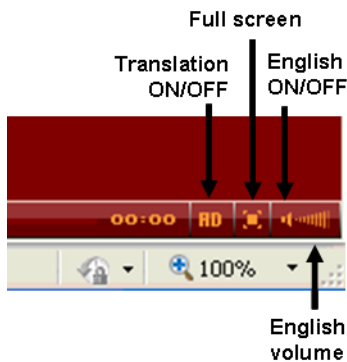 Full screen
Translation
ON/OFF
English
ON/OFF
00:00 AD
100%
English
volume